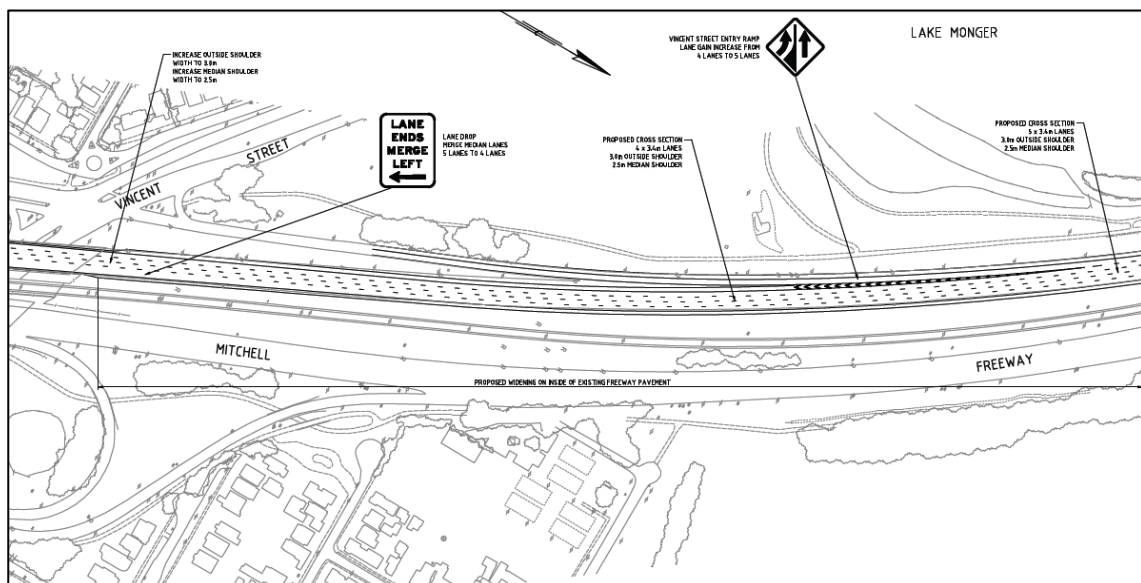 LAKE MONGER
INCREASE OUTSIDE SHOULDER
WIDTH TO 3.0m
INCREASE MEDIAN SHOULDER
WIDTH TO 2.5m
VINCENT STREET ENTRY RAMP
LANE GAIN INCREASE FROM
4 LANES TO 5 LANES
LANE
ENDS
MERGE
LEFT
LANE DROP
MERGE MEDIAN LANES
5 LANES TO 4 LANES
PROPOSED CROSS SECTION
4 x 3.4m LANES
3.0m OUTSIDE SHOULDER
2.5m MEDIAN SHOULDER
PROPOSED CROSS SECTION
5 x 3.4m LANES
3.0m OUTSIDE SHOULDER
2.5m MEDIAN SHOULDER
VINCENT STREET
MITCHELL FREEWAY
PROPOSED WIDENING ON INSIDE OF EXISTING FREEWAY PAVEMENT